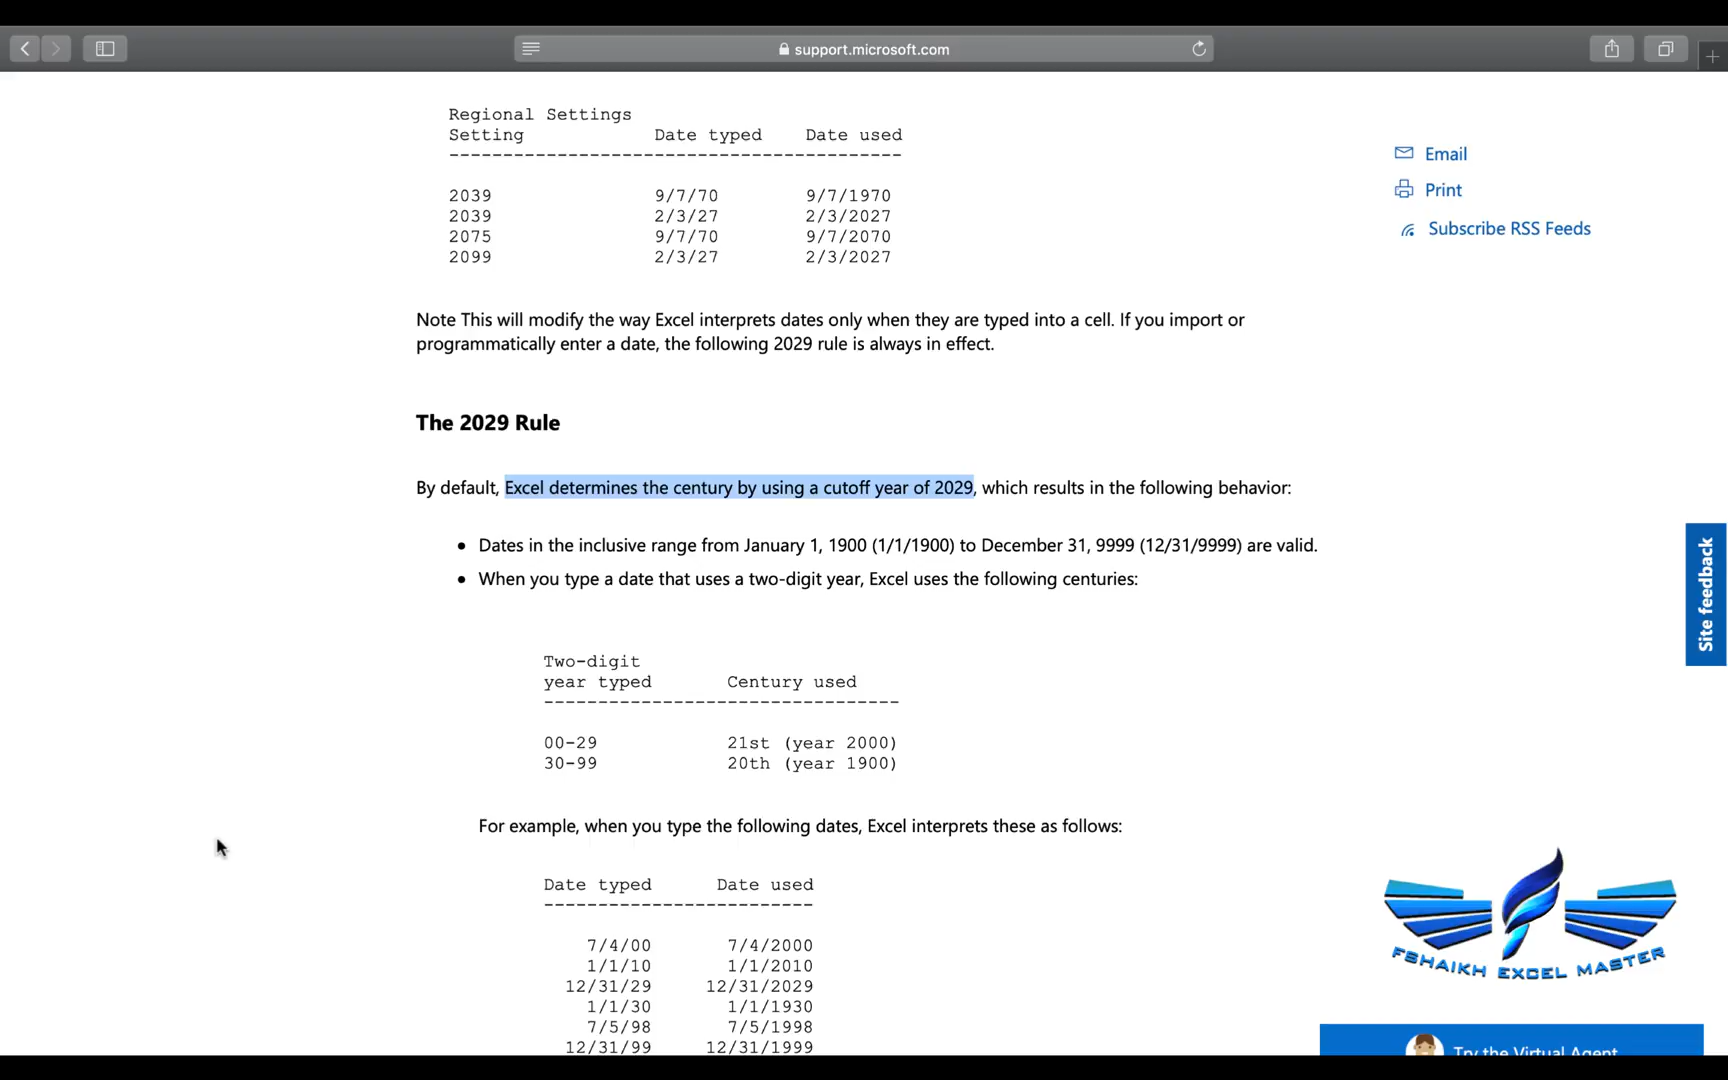 support.microsoft.com
Regional Settings
Setting Date typed Date used
------------------------------------------
2039 9/7/70 9/7/1970
2039 2/3/27 2/3/2027
2075 9/7/70 9/7/2070
2099 2/3/27 2/3/2027
Email
Print
Subscribe RSS Feeds
Note This will modify the way Excel interprets dates only when they are typed into a cell. If you import or
programmatically enter a date, the following 2029 rule is always in effect.
The 2029 Rule
By default, Excel determines the century by using a cutoff year of 2029, which results in the following behavior:
• Dates in the inclusive range from January 1, 1900 (1/1/1900) to December 31, 9999 (12/31/9999) are valid.
• When you type a date that uses a two-digit year, Excel uses the following centuries:
Site feedback
Two-digit
year typed Century used
---------------------------------
00-29 21st (year 2000)
30-99 20th (year 1900)
For example, when you type the following dates, Excel interprets these as follows:
Date typed Date used
-------------------------
7/4/00 7/4/2000
1/1/10 1/1/2010
12/31/29 12/31/2029
1/1/30 1/1/1930
7/5/98 7/5/1998
12/31/99 12/31/1999
FSHAIKH EXCEL MASTER
Try the Virtual Agent